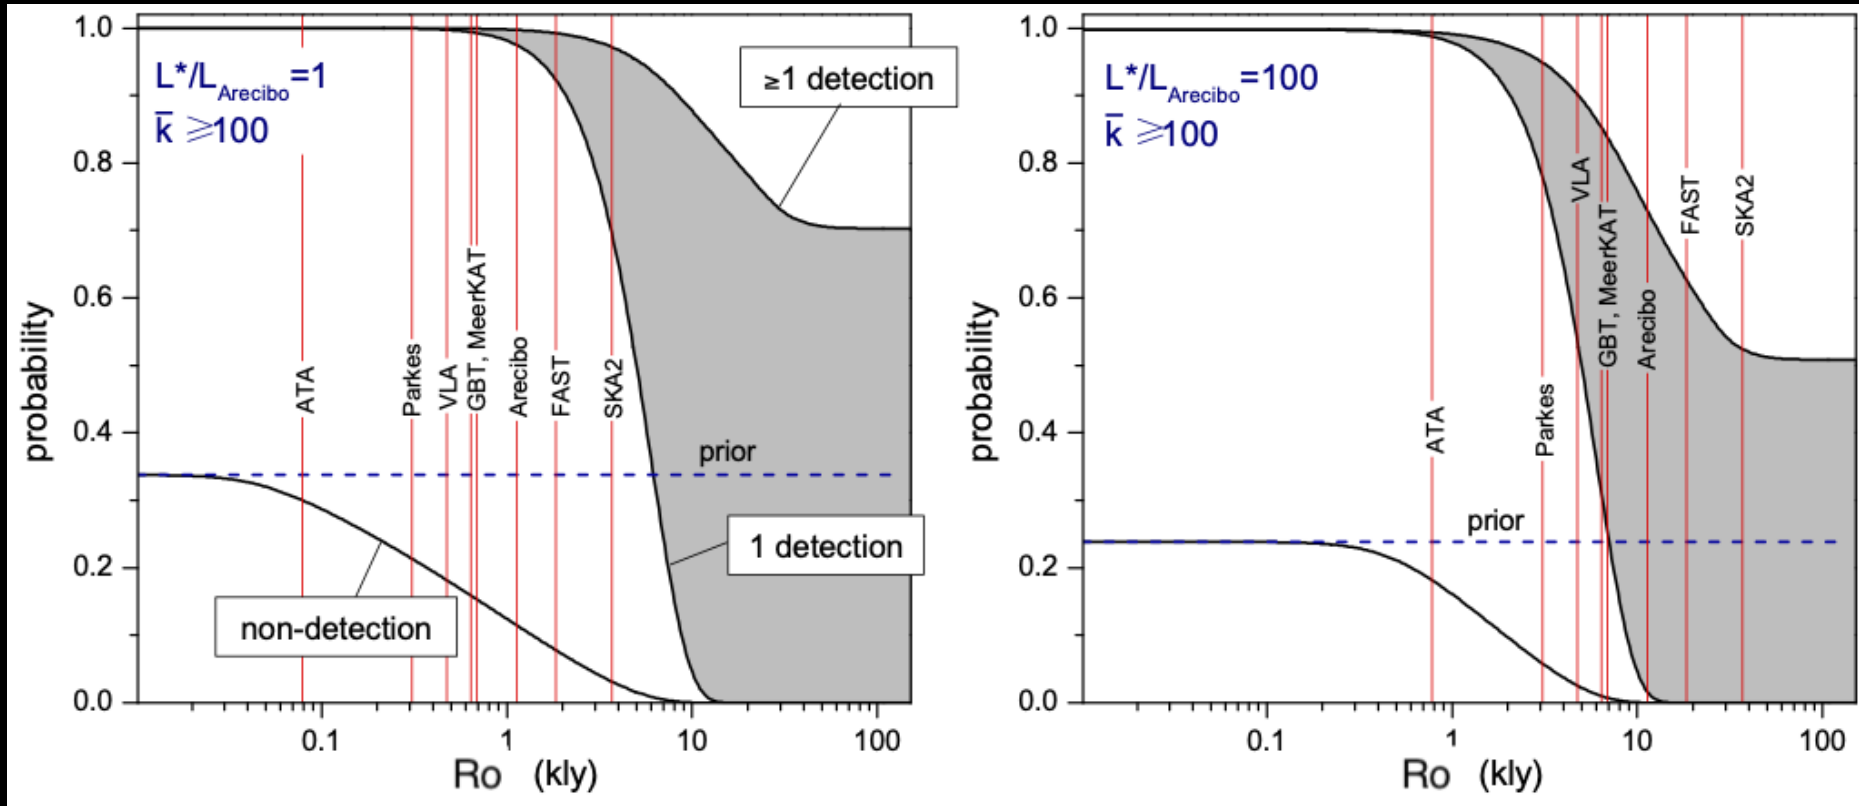 L*/L_Arecibo=1
k̄ ⩾100
≥1 detection
1 detection
non-detection
prior
ATA
Parkes
VLA
GBT, MeerKAT
Arecibo
FAST
SKA2
probability
1.0
0.8
0.6
0.4
0.2
0.0
0.1
1
10
100
Ro (kly)
L*/L_Arecibo=100
k̄ ⩾100
prior
ATA
Parkes
VLA
GBT, MeerKAT
Arecibo
FAST
SKA2
probability
1.0
0.8
0.6
0.4
0.2
0.0
0.1
1
10
100
Ro (kly)